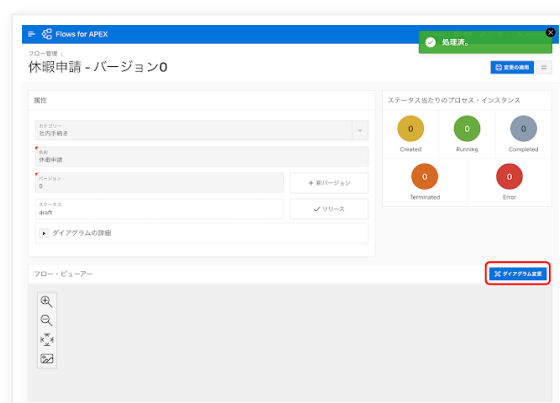 Flows for APEX
処理済。
フロー管理 \
休暇申請 - バージョン0
変更の適用
属性
カテゴリー
社内手続き
名前
休暇申請
バージョン
0
+ 新バージョン
ステータス
draft
リリース
ダイアグラムの詳細
ステータス当たりのプロセス・インスタンス
0
0
0
Created
Running
Completed
0
0
Terminated
Error
フロー・ビューアー
ダイアグラム変更